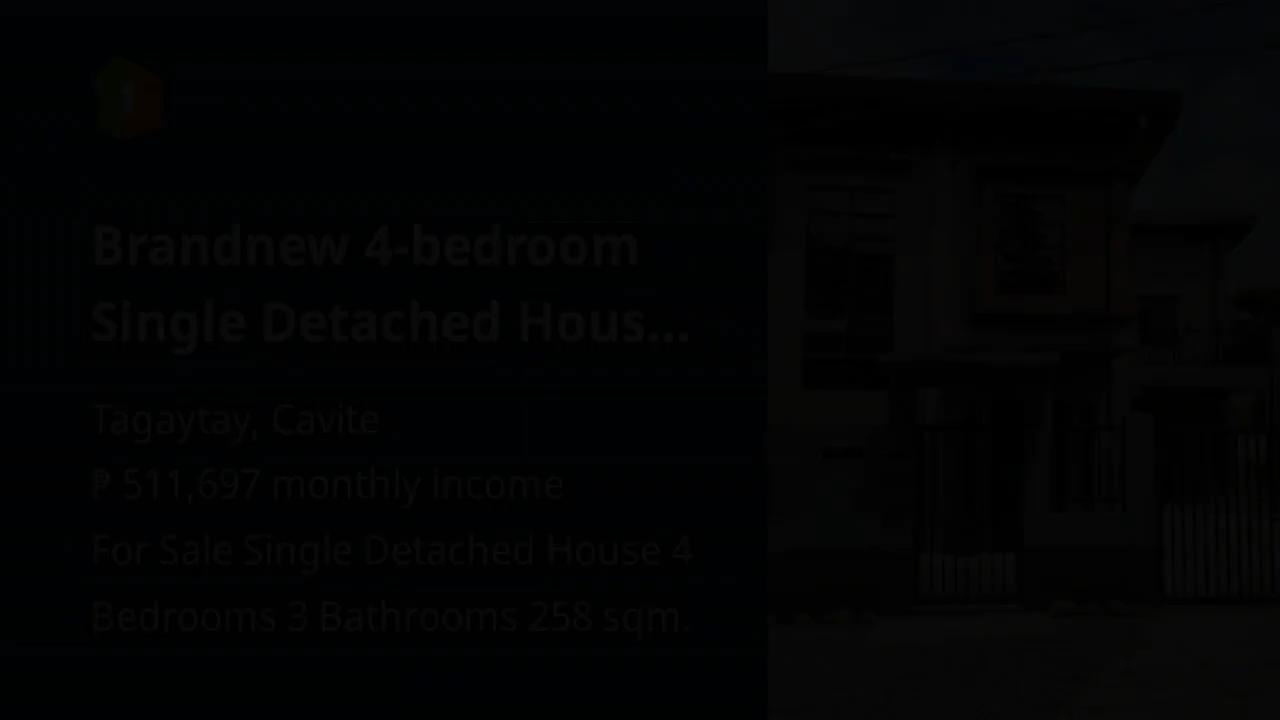 Brandnew 4-bedroom
Single Detached Hous...
Tagaytay, Cavite
₱ 511,697 monthly income
For Sale Single Detached House 4
Bedrooms 3 Bathrooms 258 sqm.